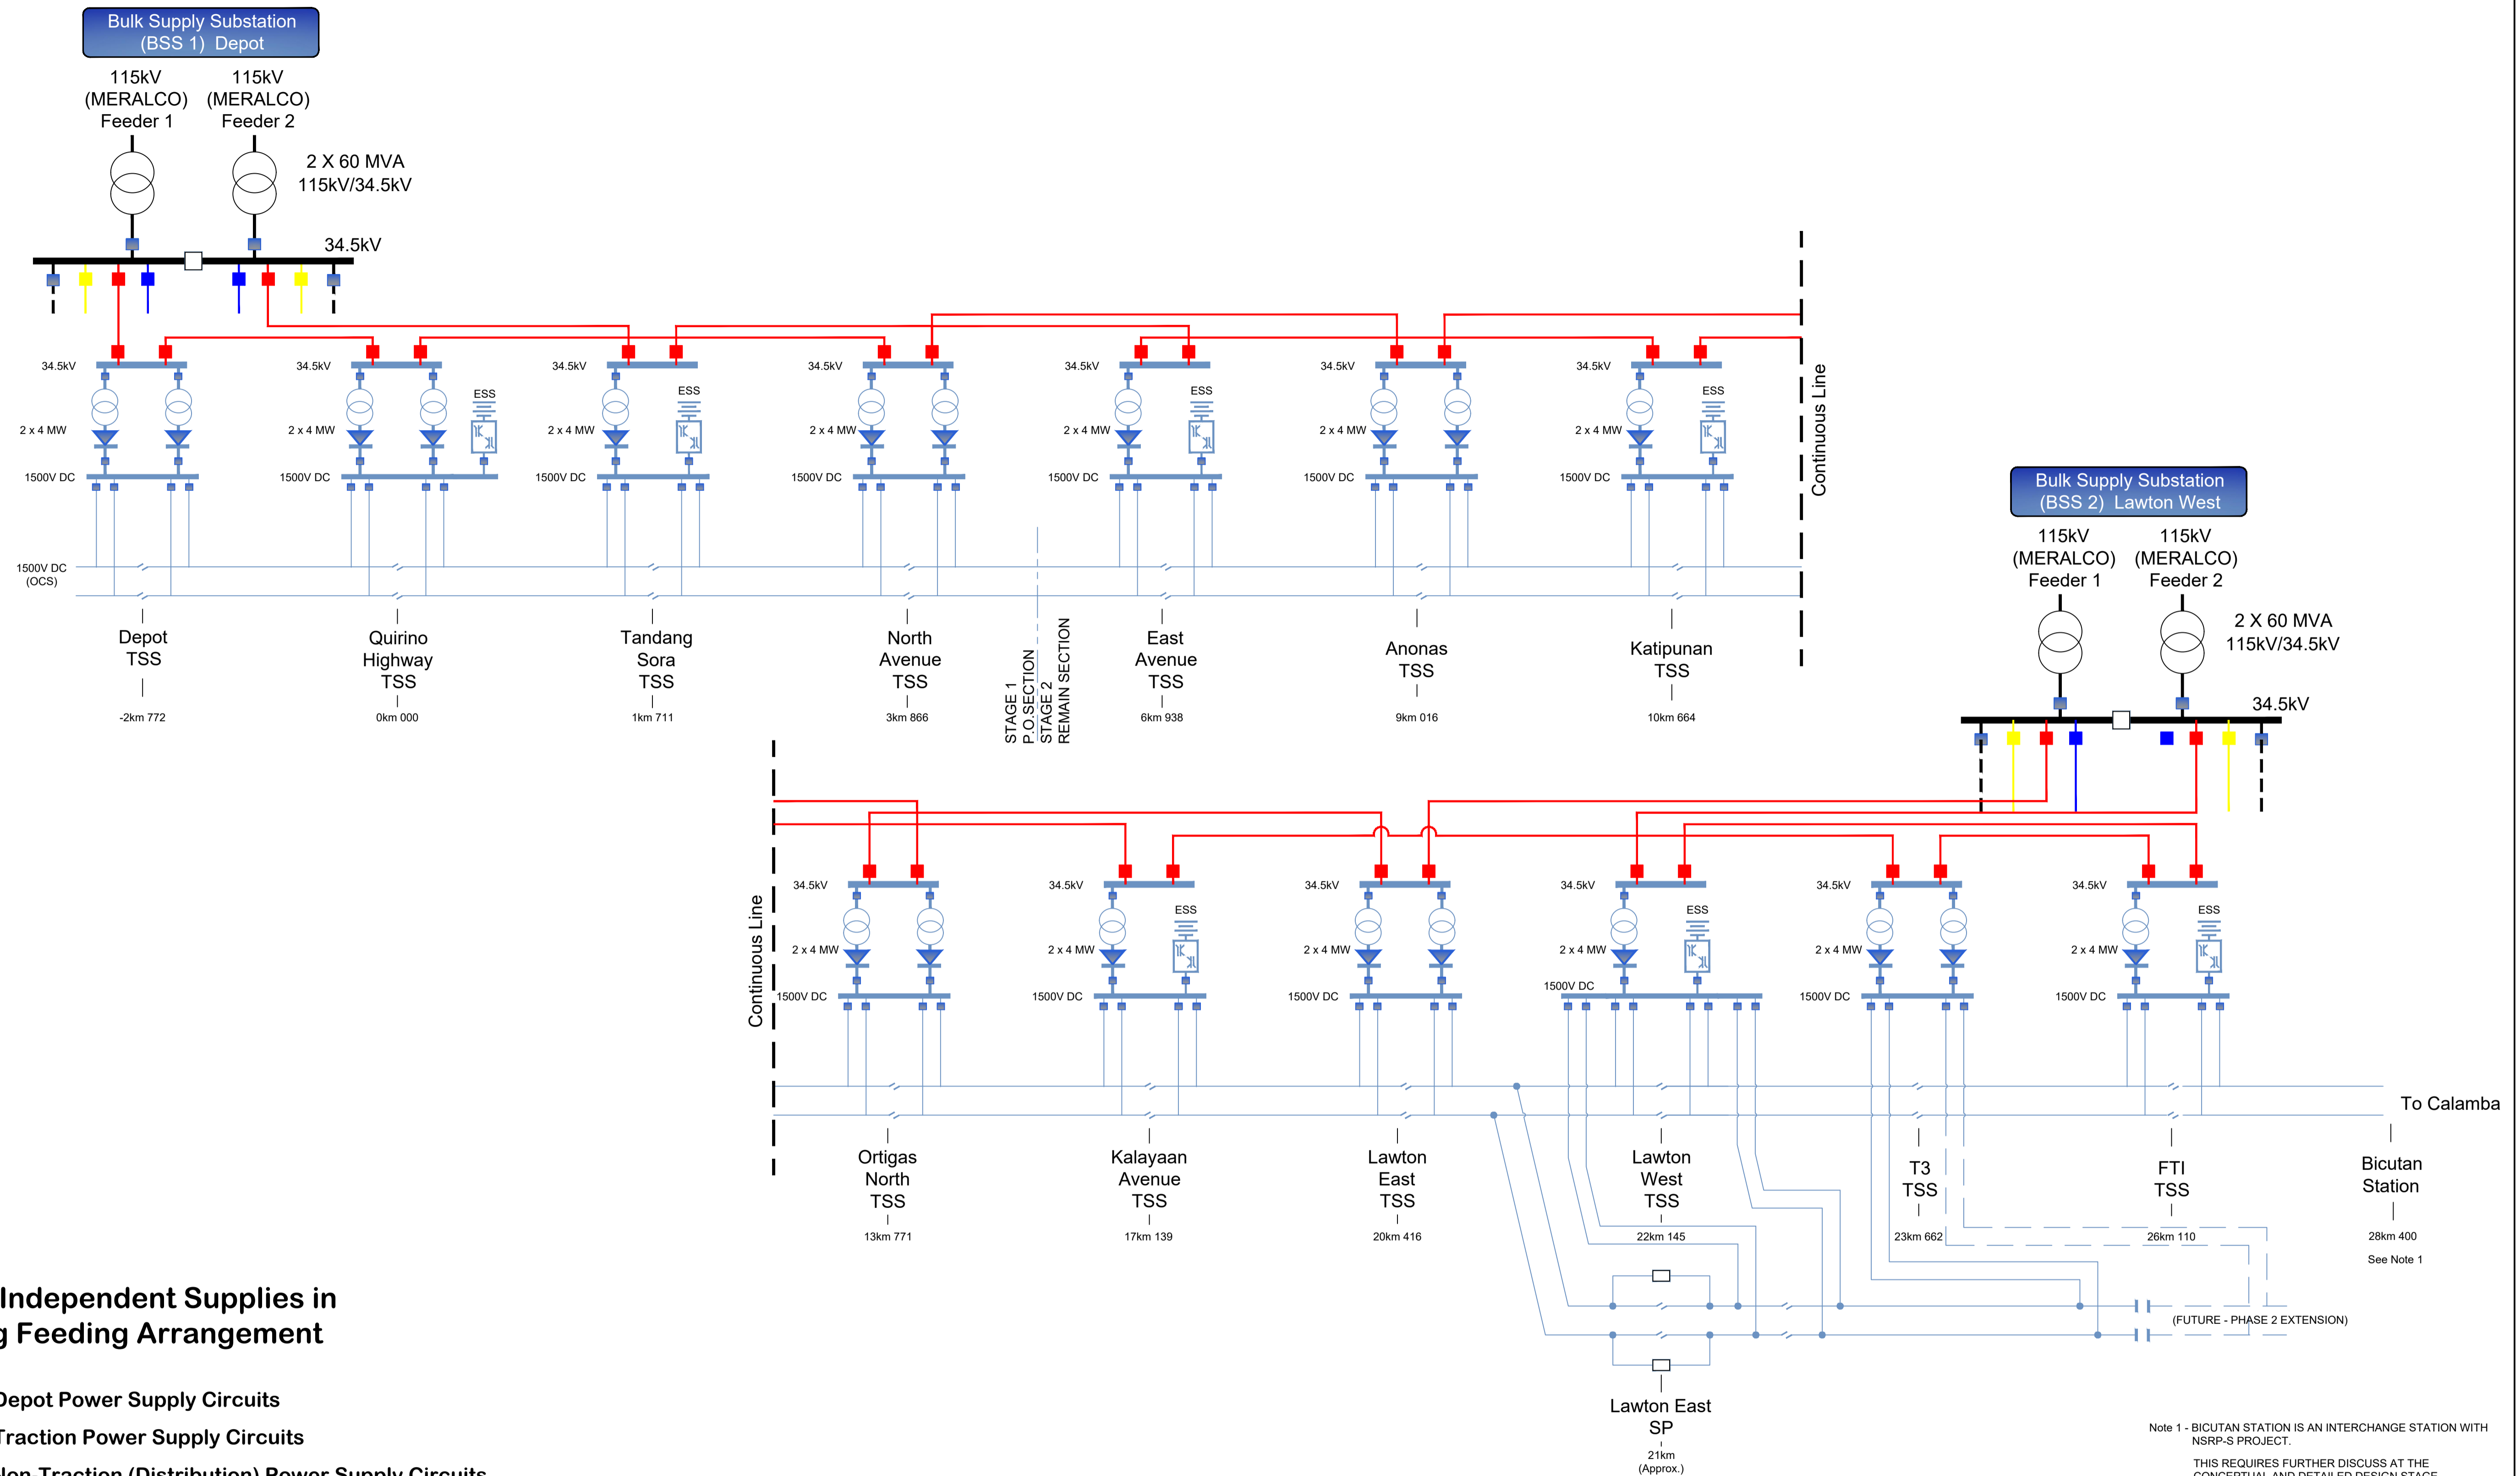 Bulk Supply Substation
(BSS 1)  Depot
115kV
(MERALCO)
Feeder 1
115kV
(MERALCO)
Feeder 2
2 X 60 MVA
115kV/34.5kV
34.5kV
34.5kV
34.5kV
34.5kV
34.5kV
34.5kV
34.5kV
34.5kV
ESS
ESS
ESS
ESS
2 x 4 MW
2 x 4 MW
2 x 4 MW
2 x 4 MW
2 x 4 MW
2 x 4 MW
2 x 4 MW
1500V DC
1500V DC
1500V DC
1500V DC
1500V DC
1500V DC
1500V DC
1500V DC
(OCS)
Continuous Line
Depot
TSS
-2km 772
Quirino
Highway
TSS
0km 000
Tandang
Sora
TSS
1km 711
North
Avenue
TSS
3km 866
STAGE 1
P.O.SECTION
STAGE 2
REMAIN SECTION
East
Avenue
TSS
6km 938
Anonas
TSS
9km 016
Katipunan
TSS
10km 664
Bulk Supply Substation
(BSS 2)  Lawton West
115kV
(MERALCO)
Feeder 1
115kV
(MERALCO)
Feeder 2
2 X 60 MVA
115kV/34.5kV
34.5kV
Continuous Line
34.5kV
34.5kV
34.5kV
34.5kV
34.5kV
34.5kV
ESS
ESS
ESS
2 x 4 MW
2 x 4 MW
2 x 4 MW
2 x 4 MW
2 x 4 MW
2 x 4 MW
1500V DC
1500V DC
1500V DC
1500V DC
1500V DC
1500V DC
To Calamba
Ortigas
North
TSS
13km 771
Kalayaan
Avenue
TSS
17km 139
Lawton
East
TSS
20km 416
Lawton
West
TSS
22km 145
T3
TSS
23km 662
FTI
TSS
26km 110
Bicutan
Station
28km 400
See Note 1
(FUTURE - PHASE 2 EXTENSION)
Lawton East
SP
21km
(Approx.)
Independent Supplies in
g Feeding Arrangement
Depot Power Supply Circuits
Traction Power Supply Circuits
Non-Traction (Distribution) Power Supply Circuits
Note 1 - BICUTAN STATION IS AN INTERCHANGE STATION WITH
NSRP-S PROJECT.
THIS REQUIRES FURTHER DISCUSS AT THE
CONCEPTUAL AND DETAILED DESIGN STAGE